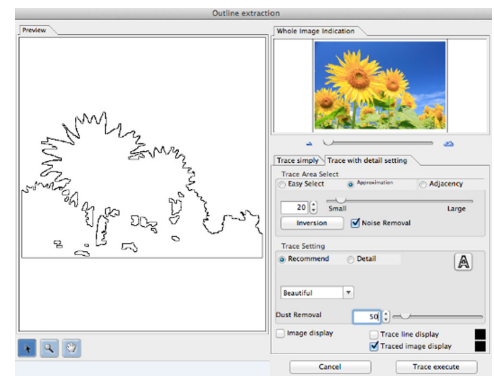 Outline extraction
Preview
Whole Image Indication
Trace simply Trace with detail setting
Trace Area Select
Easy Select Approximation Adjacency
20 Small Large
Inversion Noise Removal
Trace Setting
Recommend Detail
A
Beautiful
Dust Removal 50
Image display Trace line display
Traced image display
Cancel Trace execute